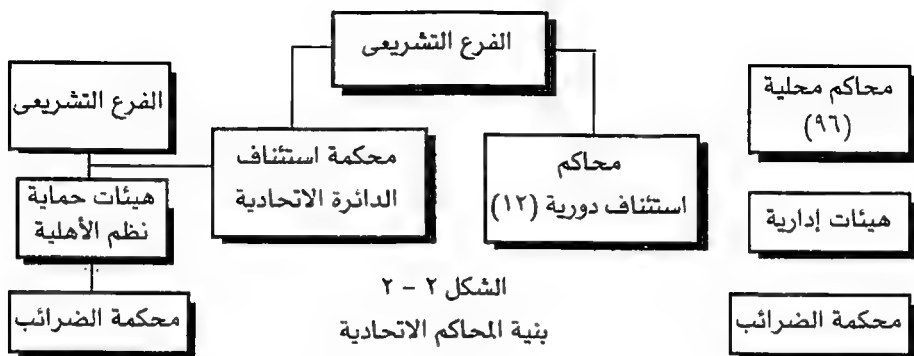 الفرع التشريعى
محاكم محلية
(٩٦)
محاكم
استئناف دورية (١٢)
محكمة استئناف
الدائرة الاتحادية
الفرع التشريعى
هيئات إدارية
هيئات حماية
نظم الأهلية
محكمة الضرائب
محكمة الضرائب
الشكل ٢ – ٢
بنية المحاكم الاتحادية